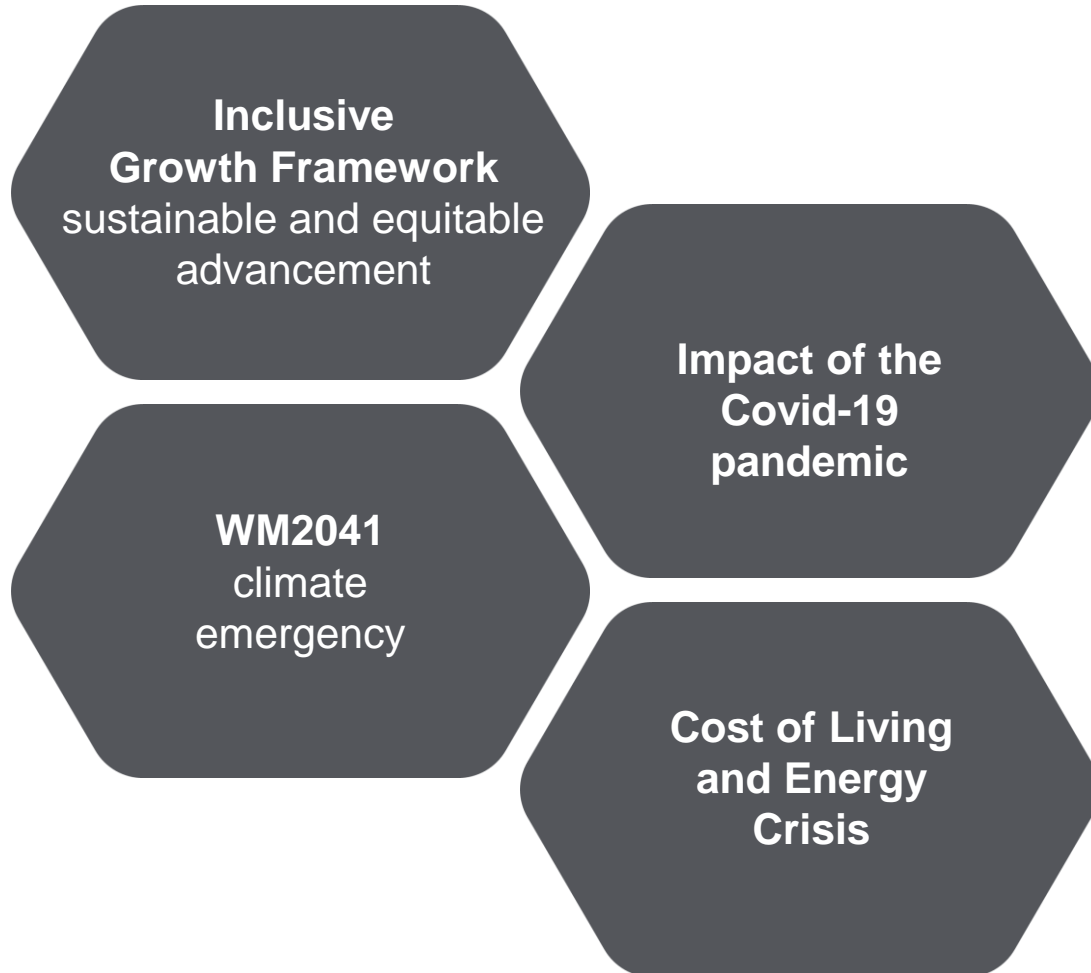 Inclusive
Growth Framework
sustainable and equitable
advancement
Impact of the
Covid-19
pandemic
WM2041
climate
emergency
Cost of Living
and Energy
Crisis